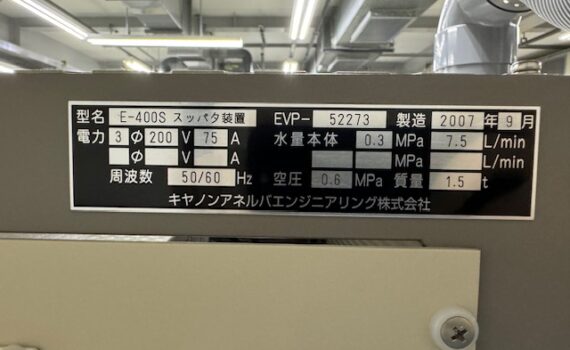 型名 E-400S スッパタ装置 EVP- 52273 製造 2007 年 9 月
電力 3 Φ 200 V 75 A 水量本体 0.3 MPa 7.5 L/min
Φ V A MPa L/min
周波数 50/60 Hz 空圧 0.6 MPa 質量 1.5 t
キヤノンアネルバエンジニアリング株式会社